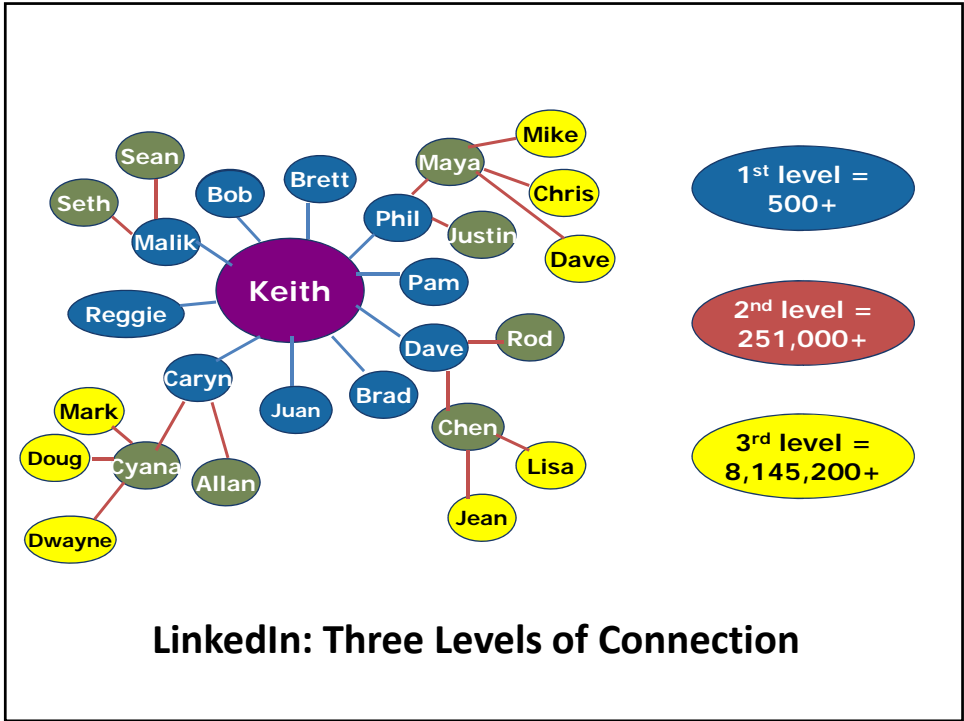 Mike
Sean
Maya
1st level =
500+
Brett
Bob
Chris
Seth
Phil
Justin
Malik
Dave
Pam
Keith
Reggie
2nd level =
251,000+
Rod
Dave
Caryn
Brad
Juan
Mark
Chen
3rd level =
8,145,200+
Doug
Cyana
Lisa
Allan
Jean
Dwayne
LinkedIn: Three Levels of Connection